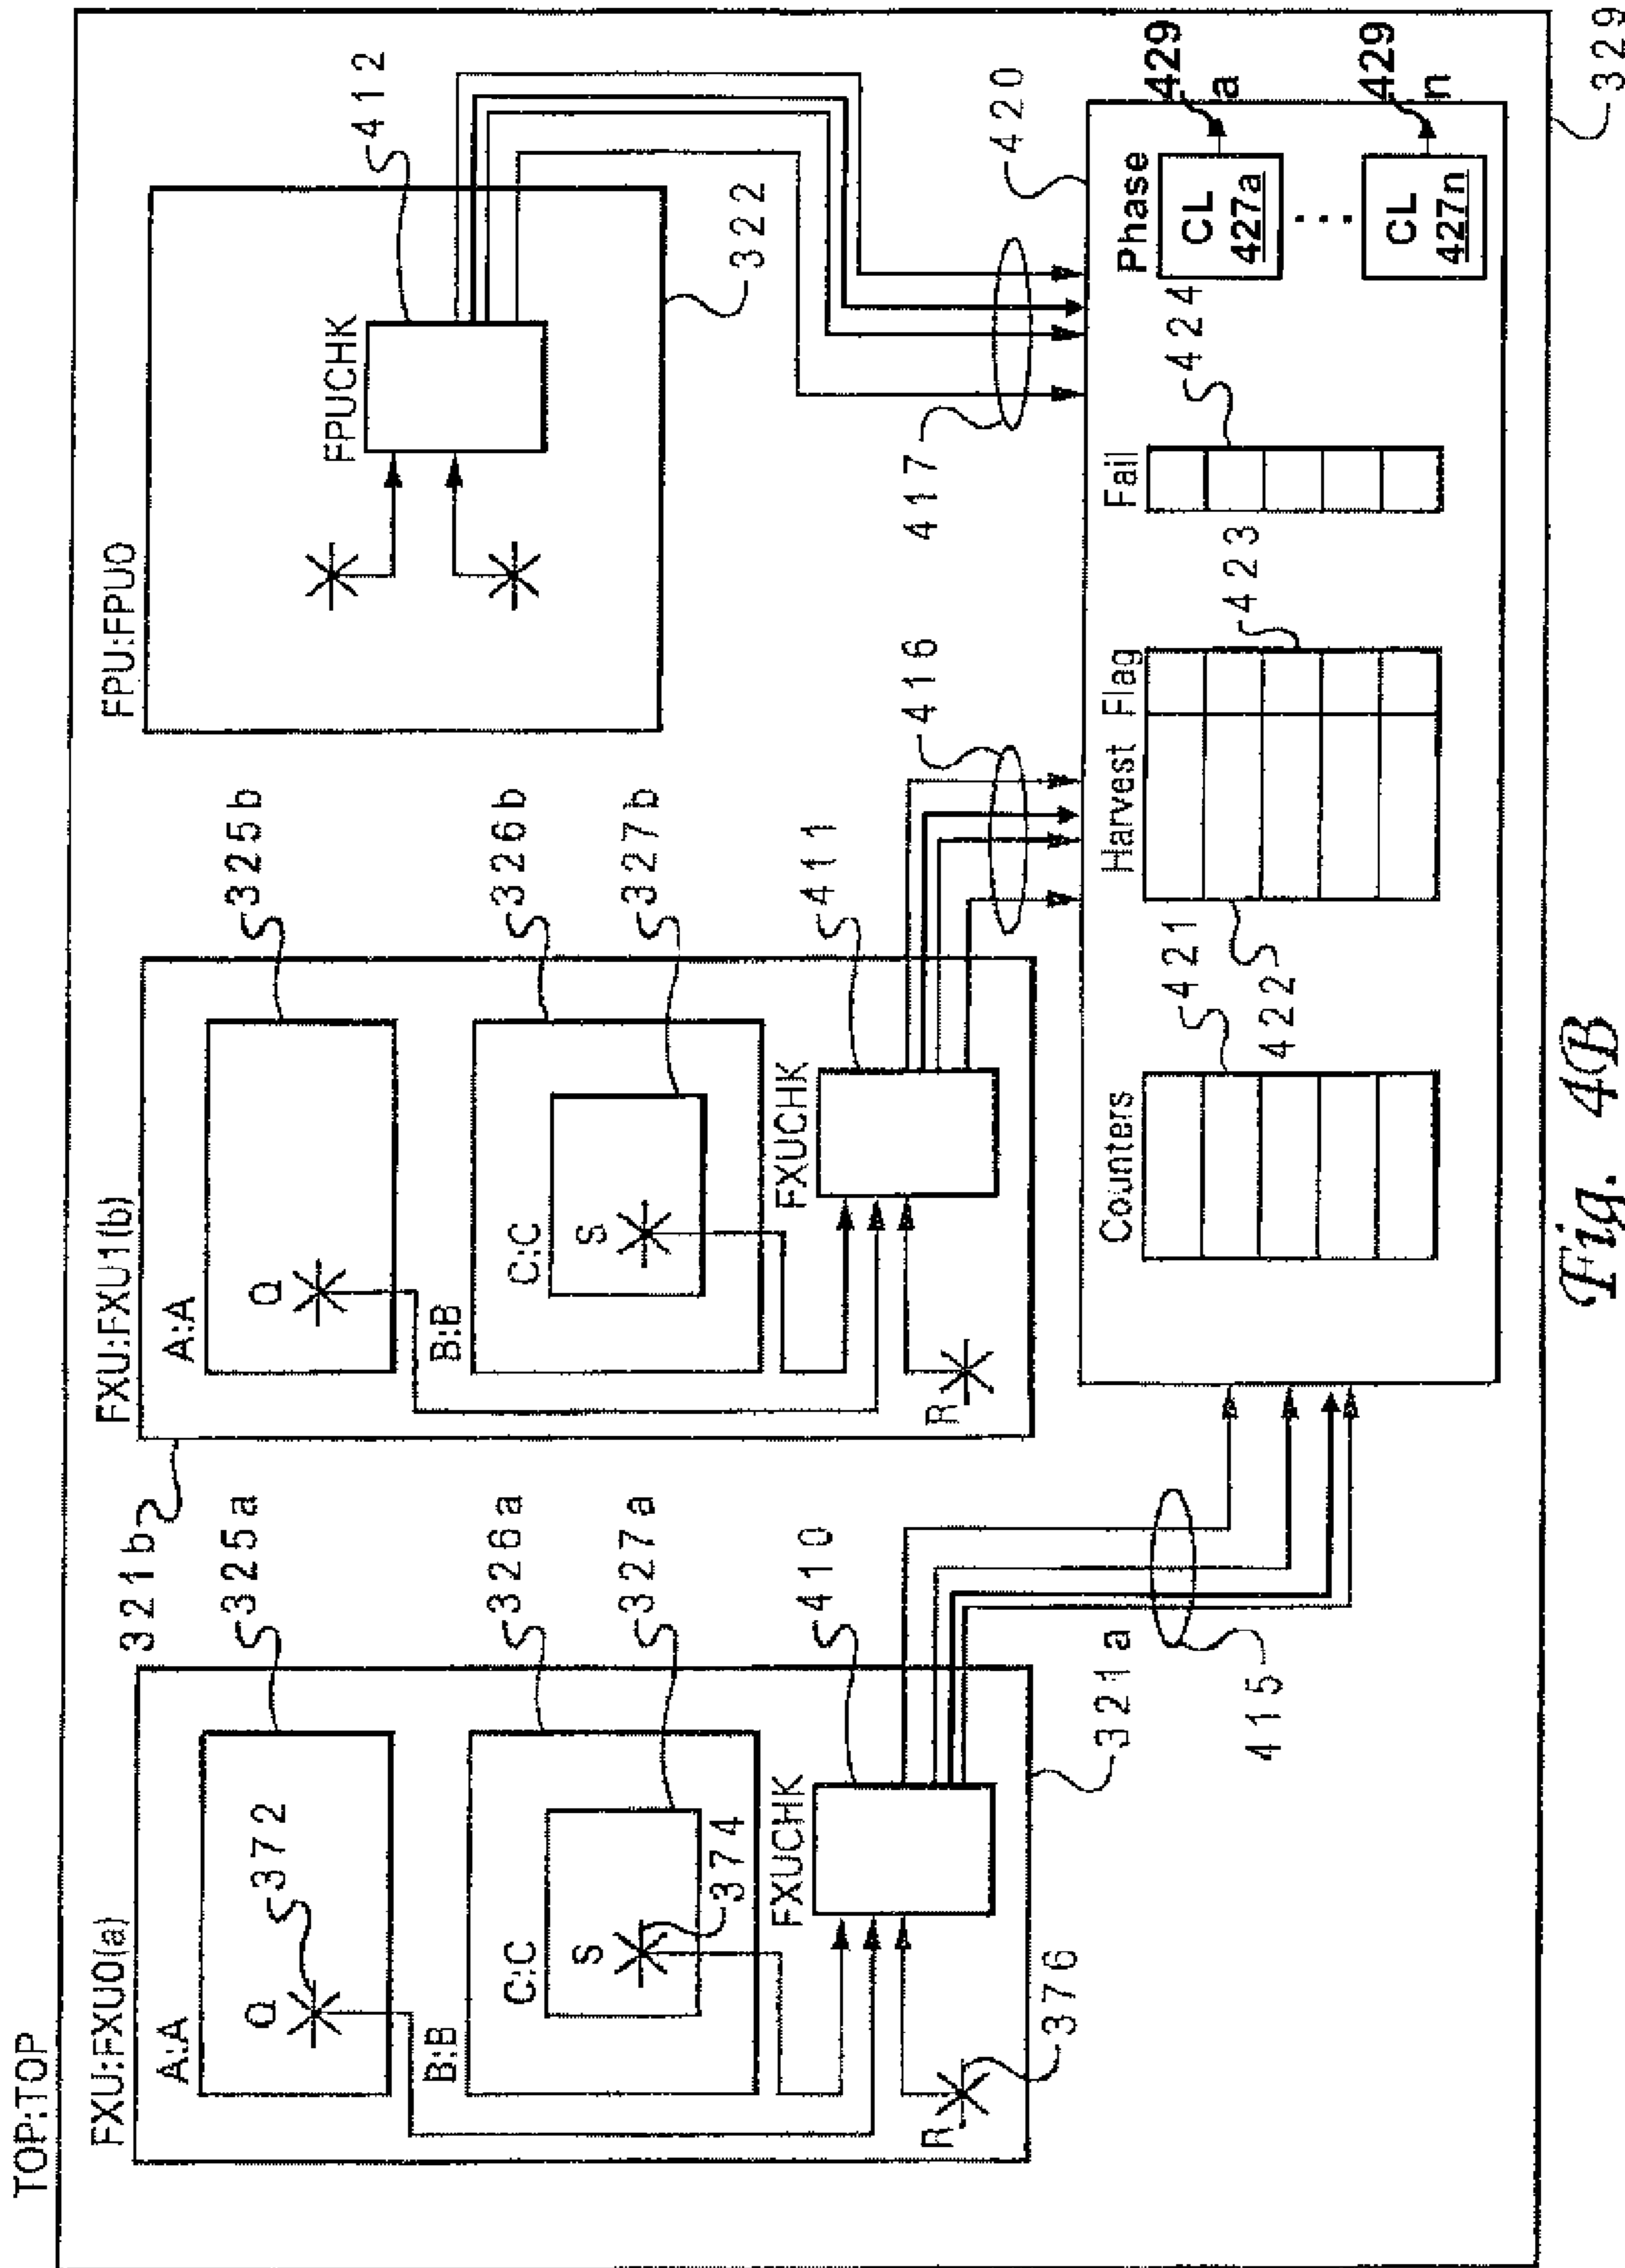 TOP:TOP
FXU:FXU0(a)
A:A
Q
372
325a
B:B
C:C
S
374
326a
327a
FXUCHK
410
R
376
321a
415
321b
FXU:FXU1(b)
A:A
Q
325b
B:B
C:C
S
326b
327b
FXUCHK
411
R
416
FPU:FPU0
FPUCHK
412
322
417
420
Counters
421
Harvest Flag
422
423
Fail
424
Phase
CL
427a
429
a
CL
427n
429
n
329
Fig. 4B